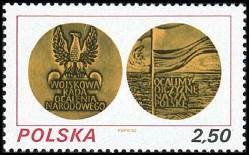 WOJSKOWA
RADA
OCALENIA
NARODOWEGO
OCALIMY
OJCZYZNĘ
NASZĄ
POLSKĘ
POLSKA
2,50